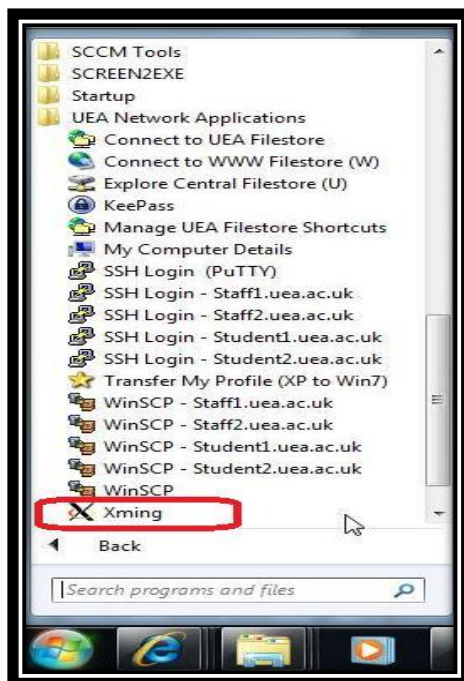 SCCM Tools
SCREEN2EXE
Startup
UEA Network Applications
Connect to UEA Filestore
Connect to WWW Filestore (W)
Explore Central Filestore (U)
KeePass
Manage UEA Filestore Shortcuts
My Computer Details
SSH Login (PuTTY)
SSH Login - Staff1.uea.ac.uk
SSH Login - Staff2.uea.ac.uk
SSH Login - Student1.uea.ac.uk
SSH Login - Student2.uea.ac.uk
Transfer My Profile (XP to Win7)
WinSCP - Staff1.uea.ac.uk
WinSCP - Staff2.uea.ac.uk
WinSCP - Student1.uea.ac.uk
WinSCP - Student2.uea.ac.uk
WinSCP
Xming
Back
Search programs and files